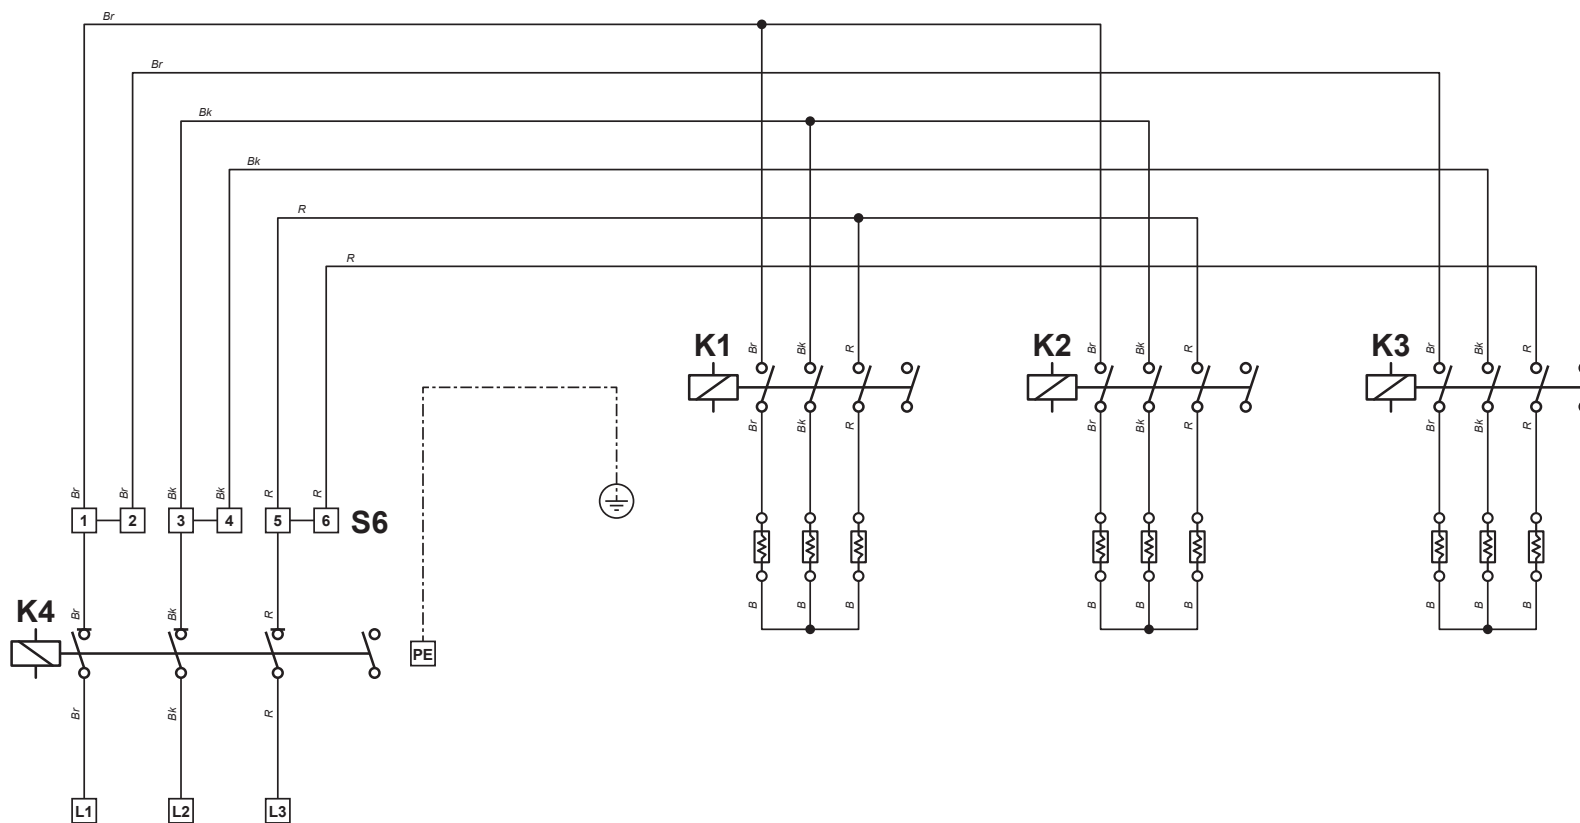 Br
Br
Bk
Bk
R
R
K1 K2 K3
Br Bk R Br Bk R Br Bk R
Br Bk R Br Bk R Br Bk R
Br Br Bk Bk R R
1 2 3 4 5 6 S6
K4
Br Bk R
B B B B B B B B B
PE
Br Bk R
L1 L2 L3